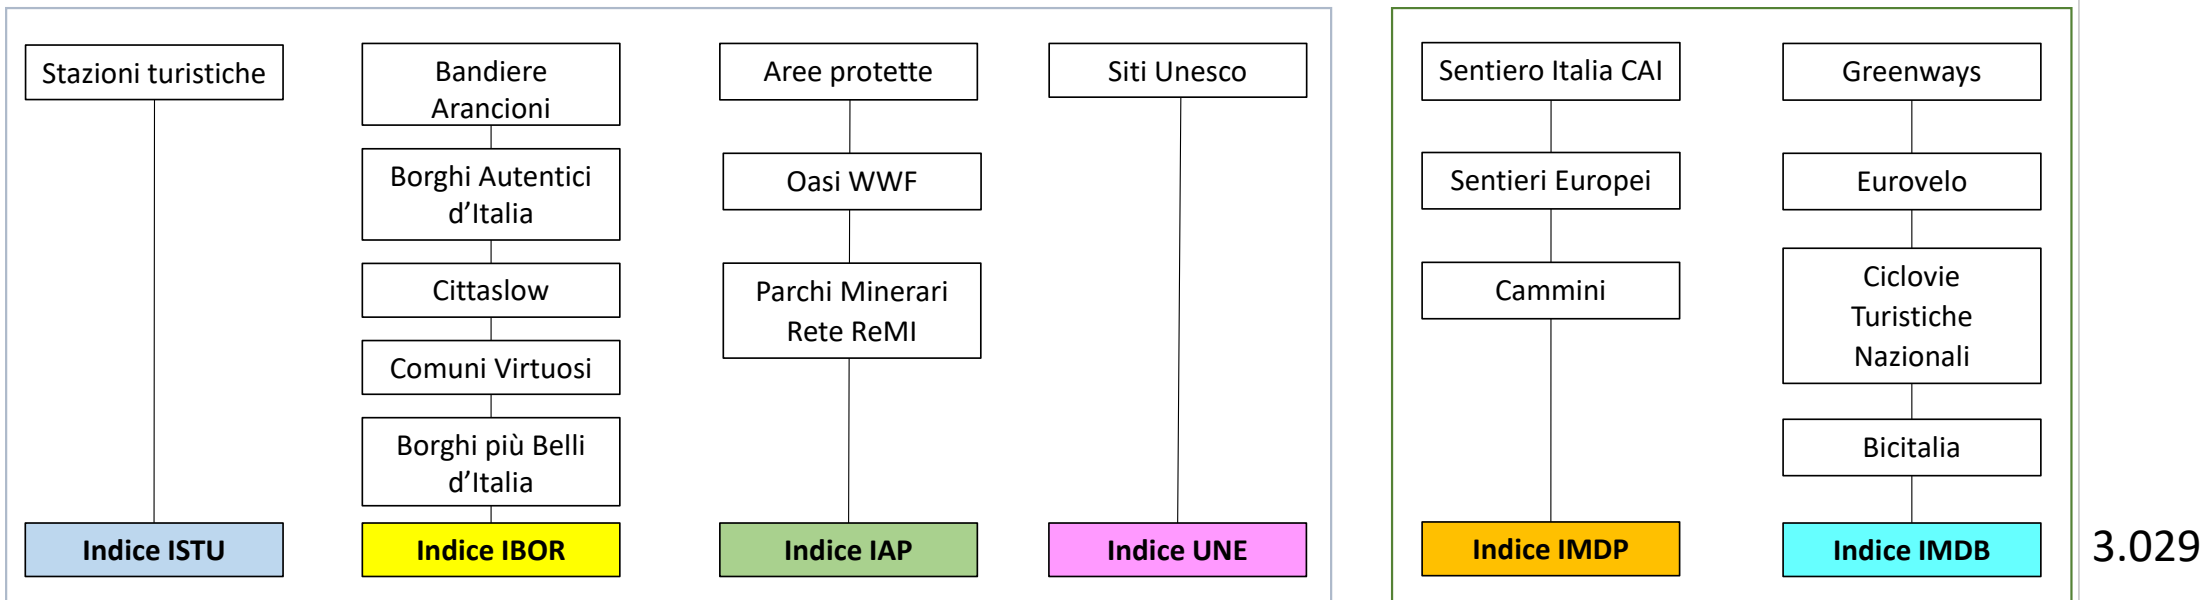 Stazioni turistiche
Bandiere
Arancioni
Borghi Autentici
d’Italia
Cittaslow
Comuni Virtuosi
Borghi più Belli
d’Italia
Aree protette
Oasi WWF
Parchi Minerari
Rete ReMI
Siti Unesco
Indice ISTU
Indice IBOR
Indice IAP
Indice UNE
Sentiero Italia CAI
Sentieri Europei
Cammini
Greenways
Eurovelo
Ciclovie
Turistiche
Nazionali
Bicitalia
Indice IMDP
Indice IMDB
3.029